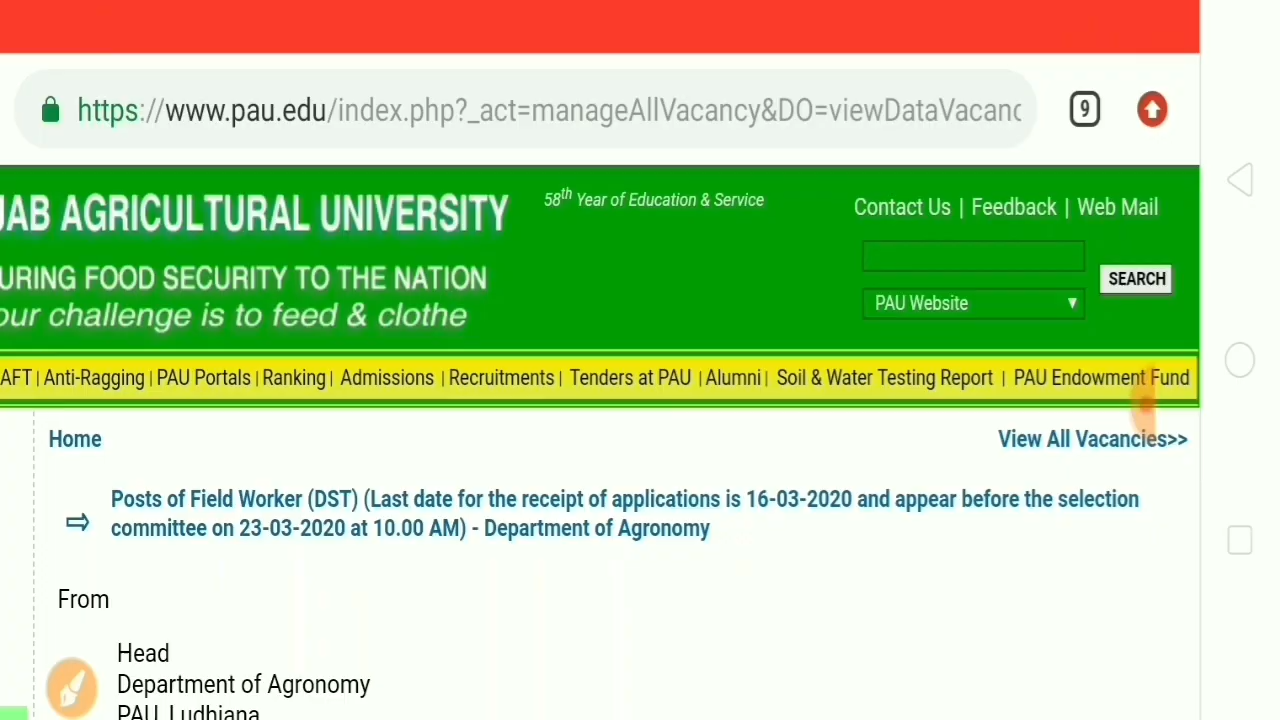 https://www.pau.edu/index.php?_act=manageAllVacancy&DO=viewDataVacanc
9
JAB AGRICULTURAL UNIVERSITY
58th Year of Education & Service
Contact Us | Feedback | Web Mail
URING FOOD SECURITY TO THE NATION
SEARCH
our challenge is to feed & clothe
PAU Website
AFT | Anti-Ragging | PAU Portals | Ranking | Admissions | Recruitments | Tenders at PAU | Alumni | Soil & Water Testing Report | PAU Endowment Fund
Home
View All Vacancies>>
Posts of Field Worker (DST) (Last date for the receipt of applications is 16-03-2020 and appear before the selection
committee on 23-03-2020 at 10.00 AM) - Department of Agronomy
From
Head
Department of Agronomy
PAU, Ludhiana